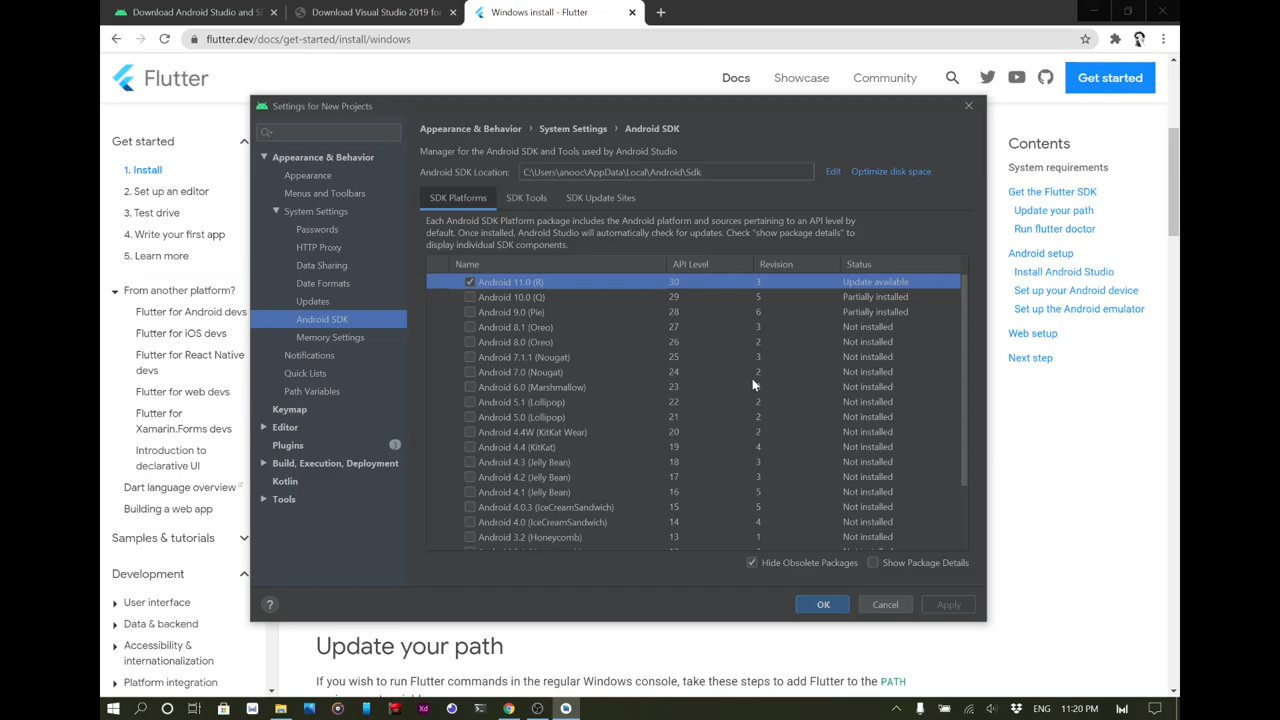 Download Android Studio and S
Download Visual Studio 2019 for
Windows install - Flutter
flutter.dev/docs/get-started/install/windows
Flutter
Docs
Showcase
Community
Get started
Get started
1. Install
2. Set up an editor
3. Test drive
4. Write your first app
5. Learn more
From another platform?
Flutter for Android devs
Flutter for iOS devs
Flutter for React Native
devs
Flutter for web devs
Flutter for
Xamarin.Forms devs
Introduction to
declarative UI
Dart language overview
Building a web app
Samples & tutorials
Development
User interface
Data & backend
Accessibility &
internationalization
Platform integration
Settings for New Projects
Appearance & Behavior
Appearance
Menus and Toolbars
System Settings
Passwords
HTTP Proxy
Data Sharing
Date Formats
Updates
Android SDK
Memory Settings
Notifications
Quick Lists
Path Variables
Keymap
Editor
Plugins 3
Build, Execution, Deployment
Kotlin
Tools
Appearance & Behavior › System Settings › Android SDK
Manager for the Android SDK and Tools used by Android Studio
Android SDK Location: C:\Users\anooc\AppData\Local\Android\Sdk Edit Optimize disk space
SDK Platforms SDK Tools SDK Update Sites
Each Android SDK Platform package includes the Android platform and sources pertaining to an API level by
default. Once installed, Android Studio will automatically check for updates. Check "show package details" to
display individual SDK components.
Name API Level Revision Status
Android 11.0 (R) 30 3 Update available
Android 10.0 (Q) 29 5 Partially installed
Android 9.0 (Pie) 28 6 Partially installed
Android 8.1 (Oreo) 27 3 Not installed
Android 8.0 (Oreo) 26 2 Not installed
Android 7.1.1 (Nougat) 25 3 Not installed
Android 7.0 (Nougat) 24 2 Not installed
Android 6.0 (Marshmallow) 23 Not installed
Android 5.1 (Lollipop) 22 2 Not installed
Android 5.0 (Lollipop) 21 2 Not installed
Android 4.4W (KitKat Wear) 20 2 Not installed
Android 4.4 (KitKat) 19 4 Not installed
Android 4.3 (Jelly Bean) 18 3 Not installed
Android 4.2 (Jelly Bean) 17 3 Not installed
Android 4.1 (Jelly Bean) 16 5 Not installed
Android 4.0.3 (IceCreamSandwich) 15 5 Not installed
Android 4.0 (IceCreamSandwich) 14 4 Not installed
Android 3.2 (Honeycomb) 13 1 Not installed
Hide Obsolete Packages Show Package Details
OK Cancel Apply
Contents
System requirements
Get the Flutter SDK
Update your path
Run flutter doctor
Android setup
Install Android Studio
Set up your Android device
Set up the Android emulator
Web setup
Next step
Update your path
If you wish to run Flutter commands in the regular Windows console, take these steps to add Flutter to the PATH
Xd
ENG 11:20 PM